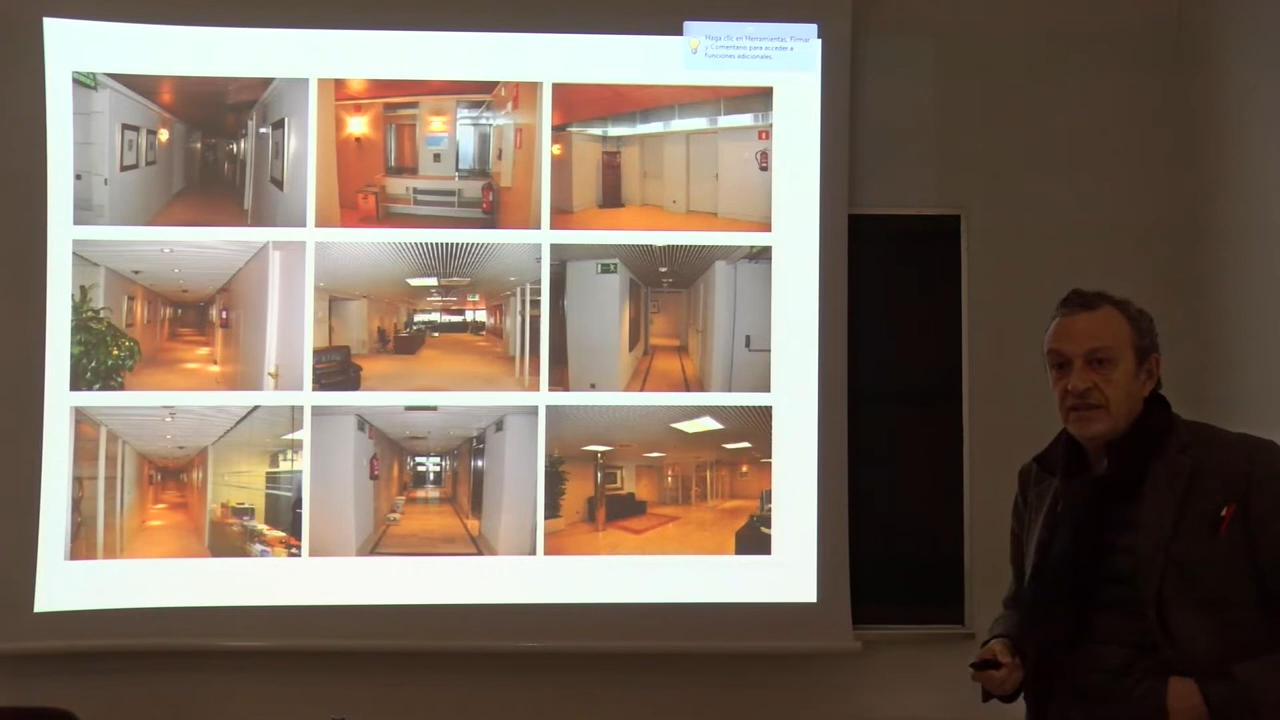 Haga clic en Herramientas, Firmar
y Comentario para acceder a
funciones adicionales.